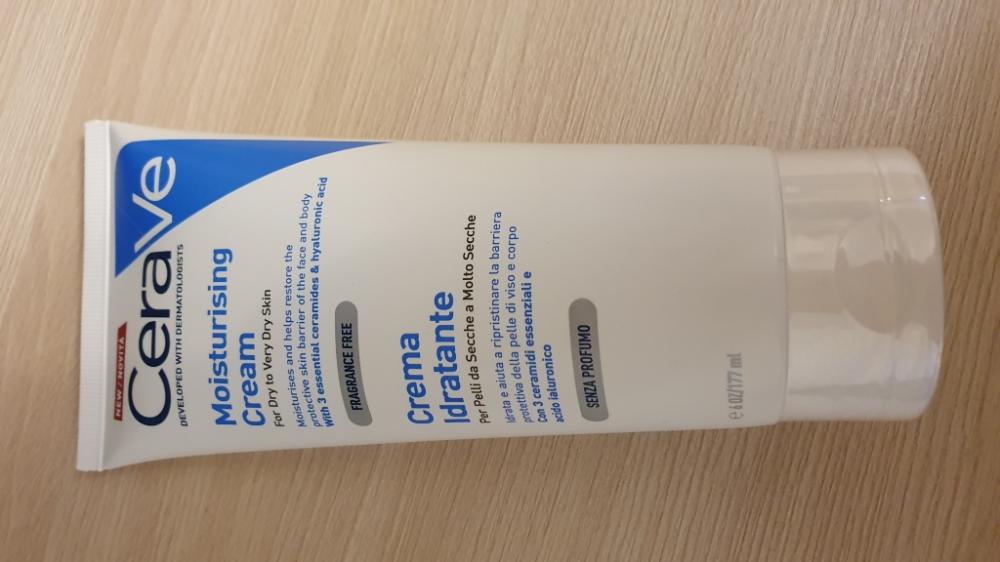 NEW / NOVITÀ
CeraVe
DEVELOPED WITH DERMATOLOGISTS
Moisturising
Cream
For Dry to Very Dry Skin
Moisturises and helps restore the
protective skin barrier of the face and body
With 3 essential ceramides & hyaluronic acid
FRAGRANCE FREE
Crema
Idratante
Per Pelli da Secche a Molto Secche
Idrata e aiuta a ripristinare la barriera
protettiva della pelle di viso e corpo
Con 3 ceramidi essenziali e
acido ialuronico
SENZA PROFUMO
e 6 OZ/177 ml